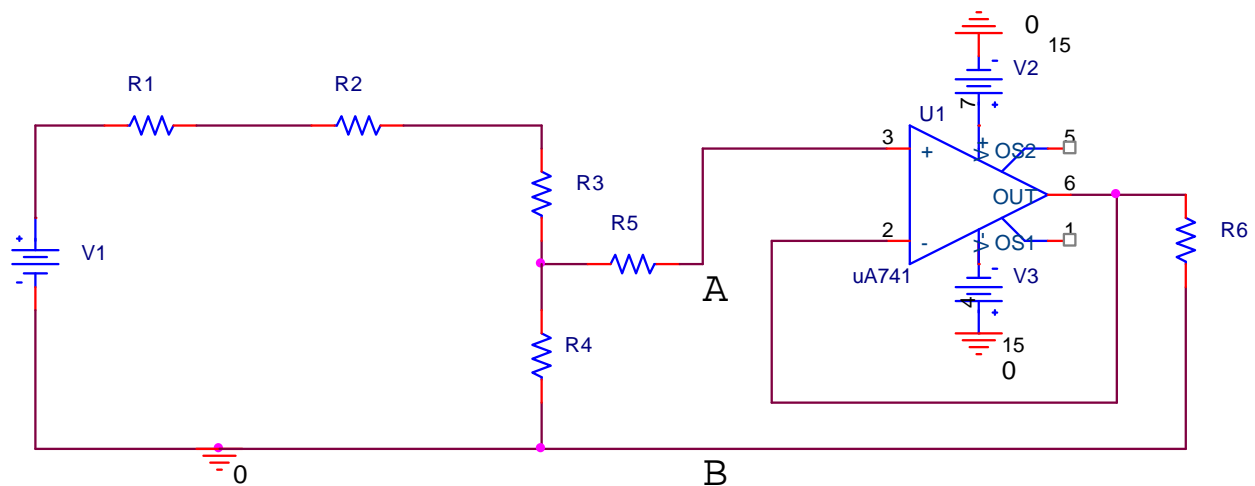 0
15
R1
R2
V2
7
+
-
U1
3
+
V+
OS2
5
R3
R5
OUT
6
V1
+
-
2
-
V-
OS1
1
R6
A
uA741
V3
-
+
4
R4
15
0
0
B